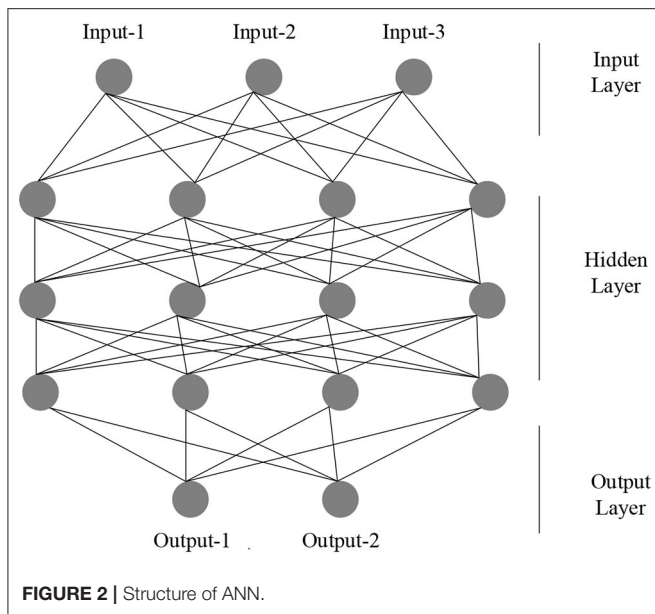 Input-1 Input-2 Input-3
Input
Layer
Hidden
Layer
Output
Layer
Output-1 Output-2
FIGURE 2 | Structure of ANN.